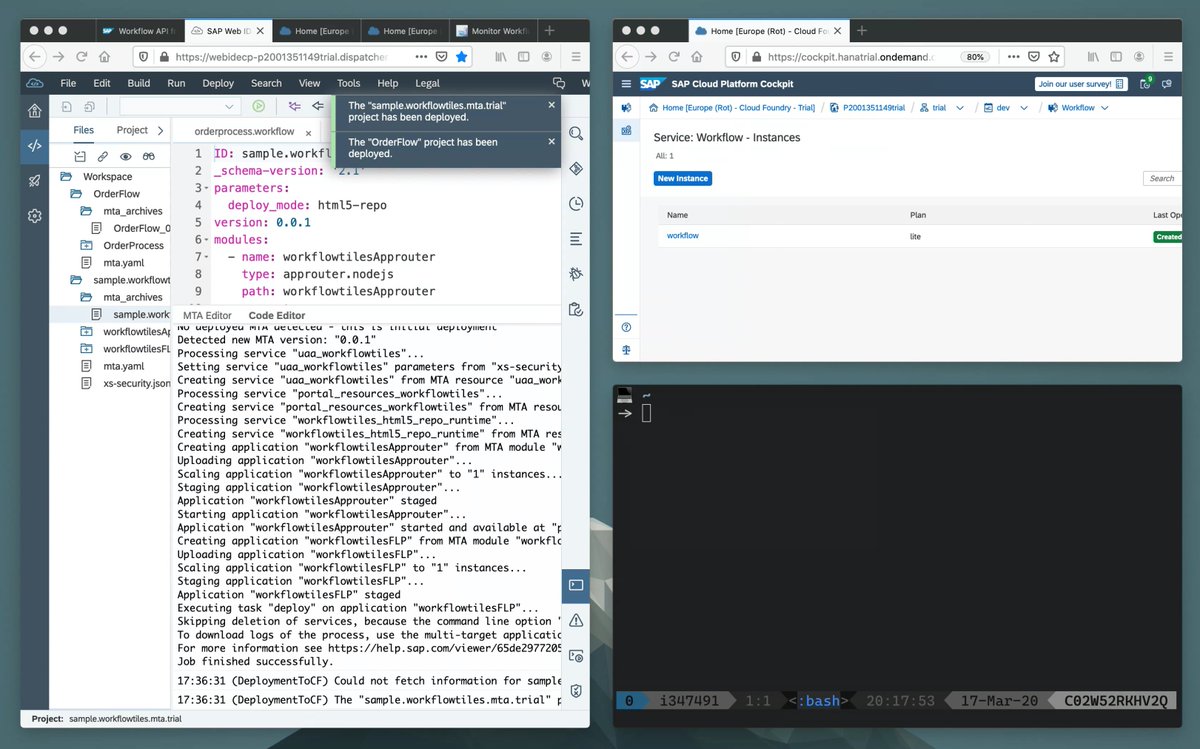 Workflow API
SAP Web ID
Home [Europe
Home [Europe
Monitor Workfl
https://webidecp-p2001351149trial.dispatcher
File Edit Build Run Deploy Search View Tools Help Legal
The "sample.workflowtiles.mta.trial"
project has been deployed.
The "OrderFlow" project has been
deployed.
Files Project
Workspace
OrderFlow
mta_archives
OrderFlow_0
OrderProcess
mta.yaml
sample.workflowt
mta_archives
sample.work
workflowtilesAp
workflowtilesFL
mta.yaml
xs-security.json
orderprocess.workflow
1 ID: sample.workfl
2 _schema-version: '2.1'
3 parameters:
4 deploy_mode: html5-repo
5 version: 0.0.1
6 modules:
7 - name: workflowtilesApprouter
8 type: approuter.nodejs
9 path: workflowtilesApprouter
MTA Editor Code Editor
No deployed MTA detected - this is initial deployment
Detected new MTA version: "0.0.1"
Processing service "uaa_workflowtiles"...
Setting service "uaa_workflowtiles" parameters from "xs-security
Creating service "uaa_workflowtiles" from MTA resource "uaa_work
Processing service "portal_resources_workflowtiles"...
Creating service "portal_resources_workflowtiles" from MTA resou
Processing service "workflowtiles_html5_repo_runtime"...
Creating service "workflowtiles_html5_repo_runtime" from MTA res
Creating application "workflowtilesApprouter" from MTA module "w
Uploading application "workflowtilesApprouter"...
Scaling application "workflowtilesApprouter" to "1" instances...
Staging application "workflowtilesApprouter"...
Application "workflowtilesApprouter" staged
Starting application "workflowtilesApprouter"...
Application "workflowtilesApprouter" started and available at "p
Creating application "workflowtilesFLP" from MTA module "workflo
Uploading application "workflowtilesFLP"...
Scaling application "workflowtilesFLP" to "1" instances...
Staging application "workflowtilesFLP"...
Application "workflowtilesFLP" staged
Executing task "deploy" on application "workflowtilesFLP"...
Skipping deletion of services, because the command line option "
To download logs of the process, use the multi-target applicatio
For more information see https://help.sap.com/viewer/65de2977205
Job finished successfully.
17:36:31 (DeploymentToCF) Could not fetch information for sample
17:36:31 (DeploymentToCF) The "sample.workflowtiles.mta.trial" p
Project: sample.workflowtiles.mta.trial
Home [Europe (Rot) - Cloud Fo
https://cockpit.hanatrial.ondemand. 80%
SAP SAP Cloud Platform Cockpit
Join our user survey!
9
Home [Europe (Rot) - Cloud Foundry - Trial] / P2001351149trial / trial / dev / Workflow
Service: Workflow - Instances
All: 1
New Instance
Search
Name Plan Last Ope
workflow lite Created
~
0 i347491 1:1 <:bash> 20:17:53 17-Mar-20 C02W52RKHV2Q